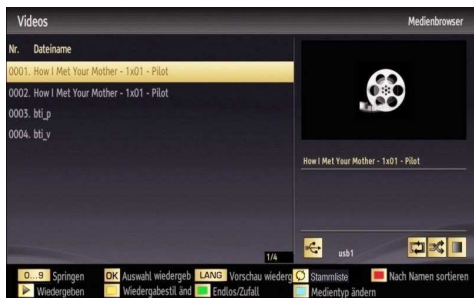 Videos
Medienbrowser
Nr. Dateiname
0001. How I Met Your Mother - 1x01 - Pilot
0002. How I Met Your Mother - 1x01 - Pilot
0003. bti_p
0004. bti_v
How I Met Your Mother - 1x01 - Pilot
1/4
usb1
0...9 Springen OK Auswahl wiedergeb LANG Vorschau wiederg Stammliste Nach Namen sortieren
Wiedergeben Wiedergabestil änd Endlos/Zufall Medientyp ändern